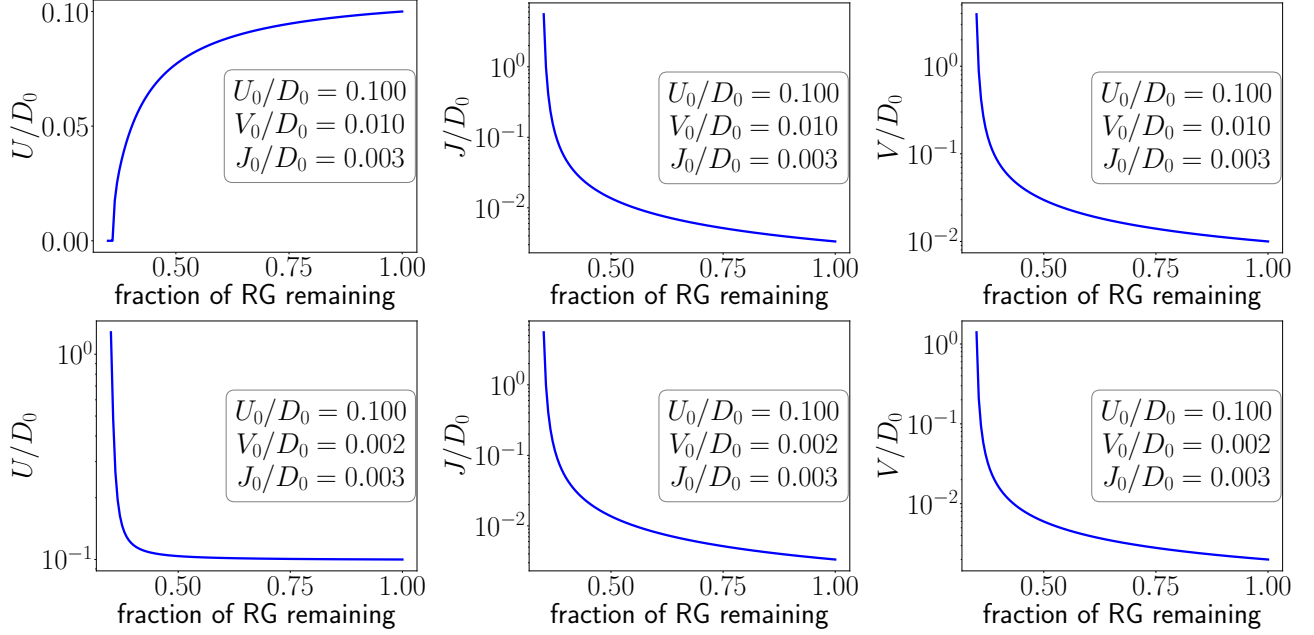 U/D₀
0.10
0.05
0.00
U₀/D₀ = 0.100
V₀/D₀ = 0.010
J₀/D₀ = 0.003
0.50 0.75 1.00
fraction of RG remaining
J/D₀
10⁰
10⁻¹
10⁻²
U₀/D₀ = 0.100
V₀/D₀ = 0.010
J₀/D₀ = 0.003
0.50 0.75 1.00
fraction of RG remaining
V/D₀
10⁰
10⁻¹
10⁻²
U₀/D₀ = 0.100
V₀/D₀ = 0.010
J₀/D₀ = 0.003
0.50 0.75 1.00
fraction of RG remaining
U/D₀
10⁰
10⁻¹
U₀/D₀ = 0.100
V₀/D₀ = 0.002
J₀/D₀ = 0.003
0.50 0.75 1.00
fraction of RG remaining
J/D₀
10⁰
10⁻¹
10⁻²
U₀/D₀ = 0.100
V₀/D₀ = 0.002
J₀/D₀ = 0.003
0.50 0.75 1.00
fraction of RG remaining
V/D₀
10⁰
10⁻¹
10⁻²
U₀/D₀ = 0.100
V₀/D₀ = 0.002
J₀/D₀ = 0.003
0.50 0.75 1.00
fraction of RG remaining